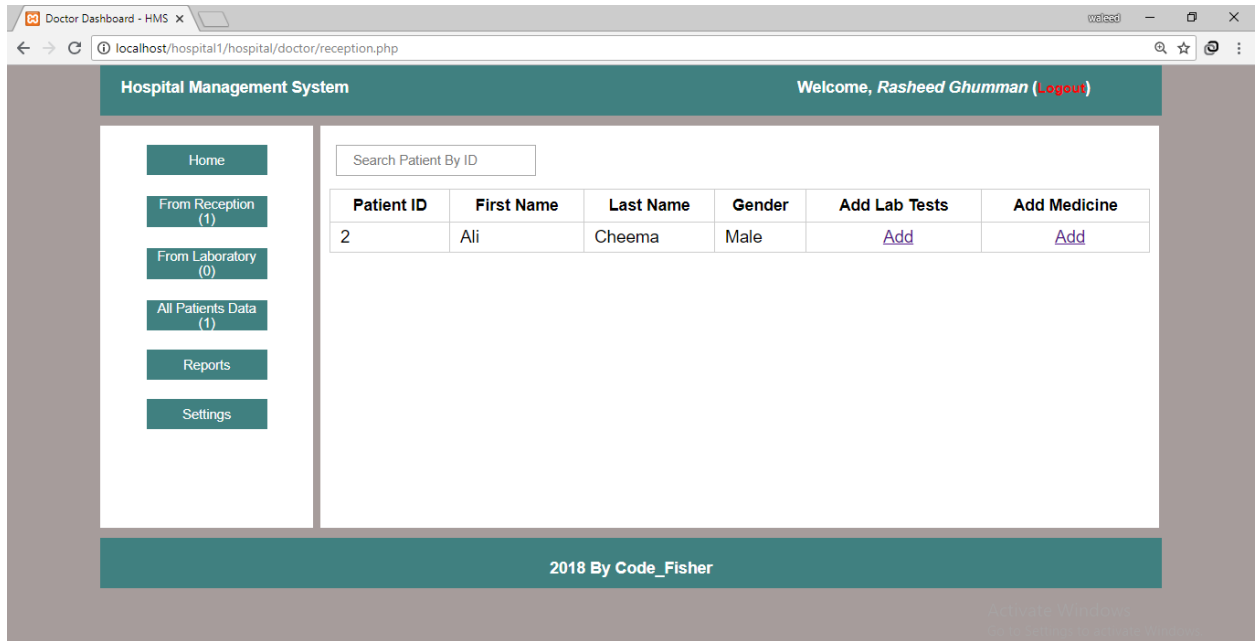 Doctor Dashboard - HMS
waleed
localhost/hospital1/hospital/doctor/reception.php
Hospital Management System
Welcome, Rasheed Ghumman (Logout)
Home
From Reception
(1)
From Laboratory
(0)
All Patients Data
(1)
Reports
Settings
Search Patient By ID
Patient ID First Name Last Name Gender Add Lab Tests Add Medicine
2 Ali Cheema Male Add Add
2018 By Code_Fisher
Activate Windows